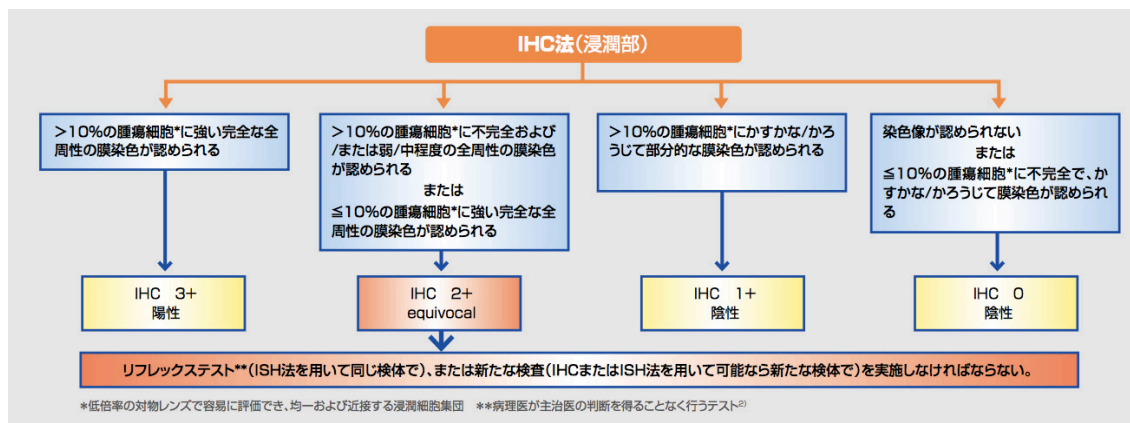 IHC法(浸潤部)
>10%の腫瘍細胞*に強い完全な全
周性の膜染色が認められる
>10%の腫瘍細胞*に不完全および
/または弱/中程度の全周性の膜染色
が認められる
または
≦10%の腫瘍細胞*に強い完全な全
周性の膜染色が認められる
>10%の腫瘍細胞*にかすかな/かろ
うじて部分的な膜染色が認められる
染色像が認められない
または
≦10%の腫瘍細胞*に不完全で、か
すかな/かろうじて膜染色が認められ
る
IHC 3+
陽性
IHC 2+
equivocal
IHC 1+
陰性
IHC 0
陰性
リフレックステスト**(ISH法を用いて同じ検体で)、または新たな検査(IHCまたはISH法を用いて可能なら新たな検体で)を実施しなければならない。
*低倍率の対物レンズで容易に評価でき、均一および近接する浸潤細胞集団 **病理医が主治医の判断を得ることなく行うテスト2)